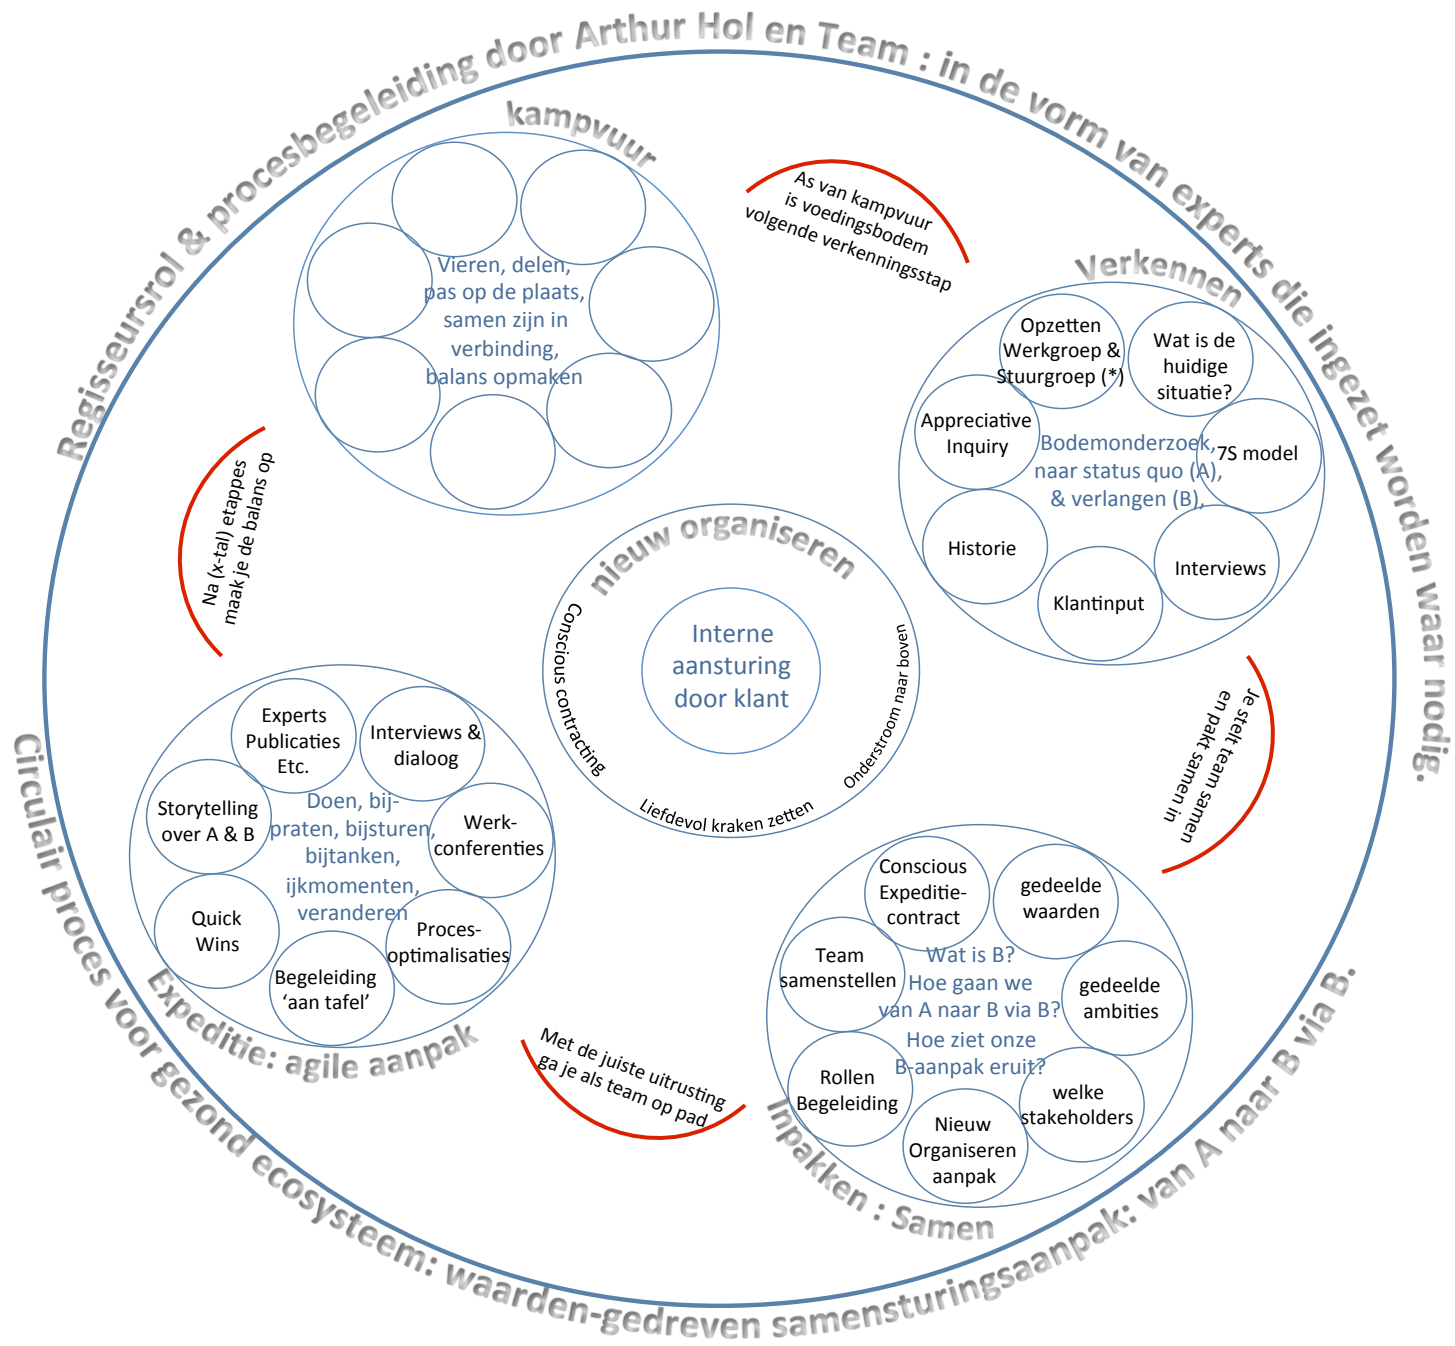 Regisseursrol & procesbegeleiding door Arthur Hol en Team : in de vorm van experts die ingezet worden waar nodig.
kampvuur
Vieren, delen,
pas op de plaats,
samen zijn in
verbinding,
balans opmaken
As van kampvuur
is voedingsbodem
volgende verkenningsstap
Verkennen
Opzetten
Werkgroep &
Stuurgroep (*)
Wat is de
huidige
situatie?
Appreciative
Inquiry
Bodemonderzoek,
naar status quo (A),
& verlangen (B),
7S model
Historie
Klantinput
Interviews
Na (x-tal) etappes
maak je de balans op
nieuw organiseren
Interne
aansturing
door klant
Conscious contracting
Liefdevol kraken zetten
Onderstroom naar boven
Je stelt team samen
en pakt samen in
Experts
Publicaties
Etc.
Interviews &
dialoog
Storytelling
over A & B
Doen, bij-
praten, bijsturen,
bijtanken,
ijkmomenten,
veranderen
Werk-
conferenties
Quick
Wins
Begeleiding
‘aan tafel’
Proces-
optimalisaties
Expeditie: agile aanpak
Conscious
Expeditie-
contract
gedeelde
waarden
Team
samenstellen
Wat is B?
Hoe gaan we
van A naar B via B?
Hoe ziet onze
B-aanpak eruit?
gedeelde
ambities
Rollen
Begeleiding
Nieuw
Organiseren
aanpak
welke
stakeholders
Inpakken : Samen
Met de juiste uitrusting
ga je als team op pad
Circulair proces voor gezond ecosysteem: waarden-gedreven samensturingsaanpak: van A naar B via B.